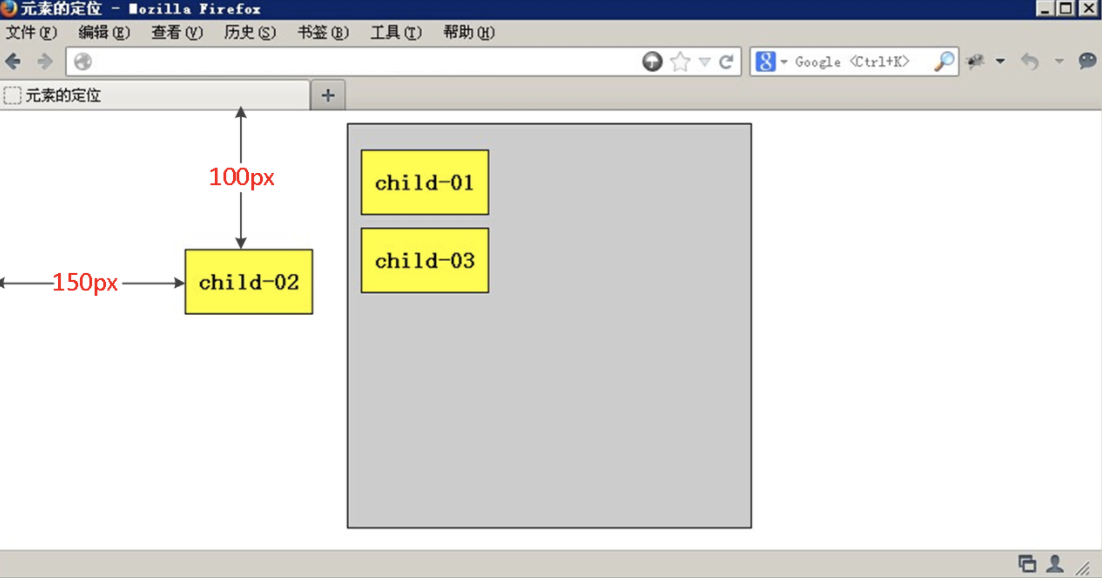 元素的定位 - Mozilla Firefox
文件(F) 编辑(E) 查看(V) 历史(S) 书签(B) 工具(T) 帮助(H)
8 Google <Ctrl+K>
元素的定位 +
100px
child-01
child-03
150px
child-02